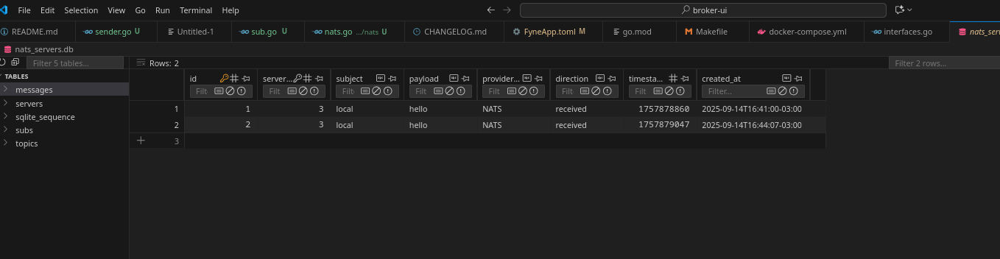 File Edit Selection View Go Run Terminal Help broker-ui
README.md sender.go U Untitled-1 sub.go U nats.go .../nats U CHANGELOG.md FyneApp.toml M go.mod Makefile docker-compose.yml interfaces.go nats_ser
nats_servers.db
Filter 5 tables... Rows: 2 Filter 2 rows...
TABLES
messages
servers
sqlite_sequence
subs
topics
id server... subject payload provider... direction timesta... created_at
Filt Filt Filt Filt Filt Filt Filt Filter...
1 1 3 local hello NATS received 1757878860 2025-09-14T16:41:00-03:00
2 2 3 local hello NATS received 1757879047 2025-09-14T16:44:07-03:00
3